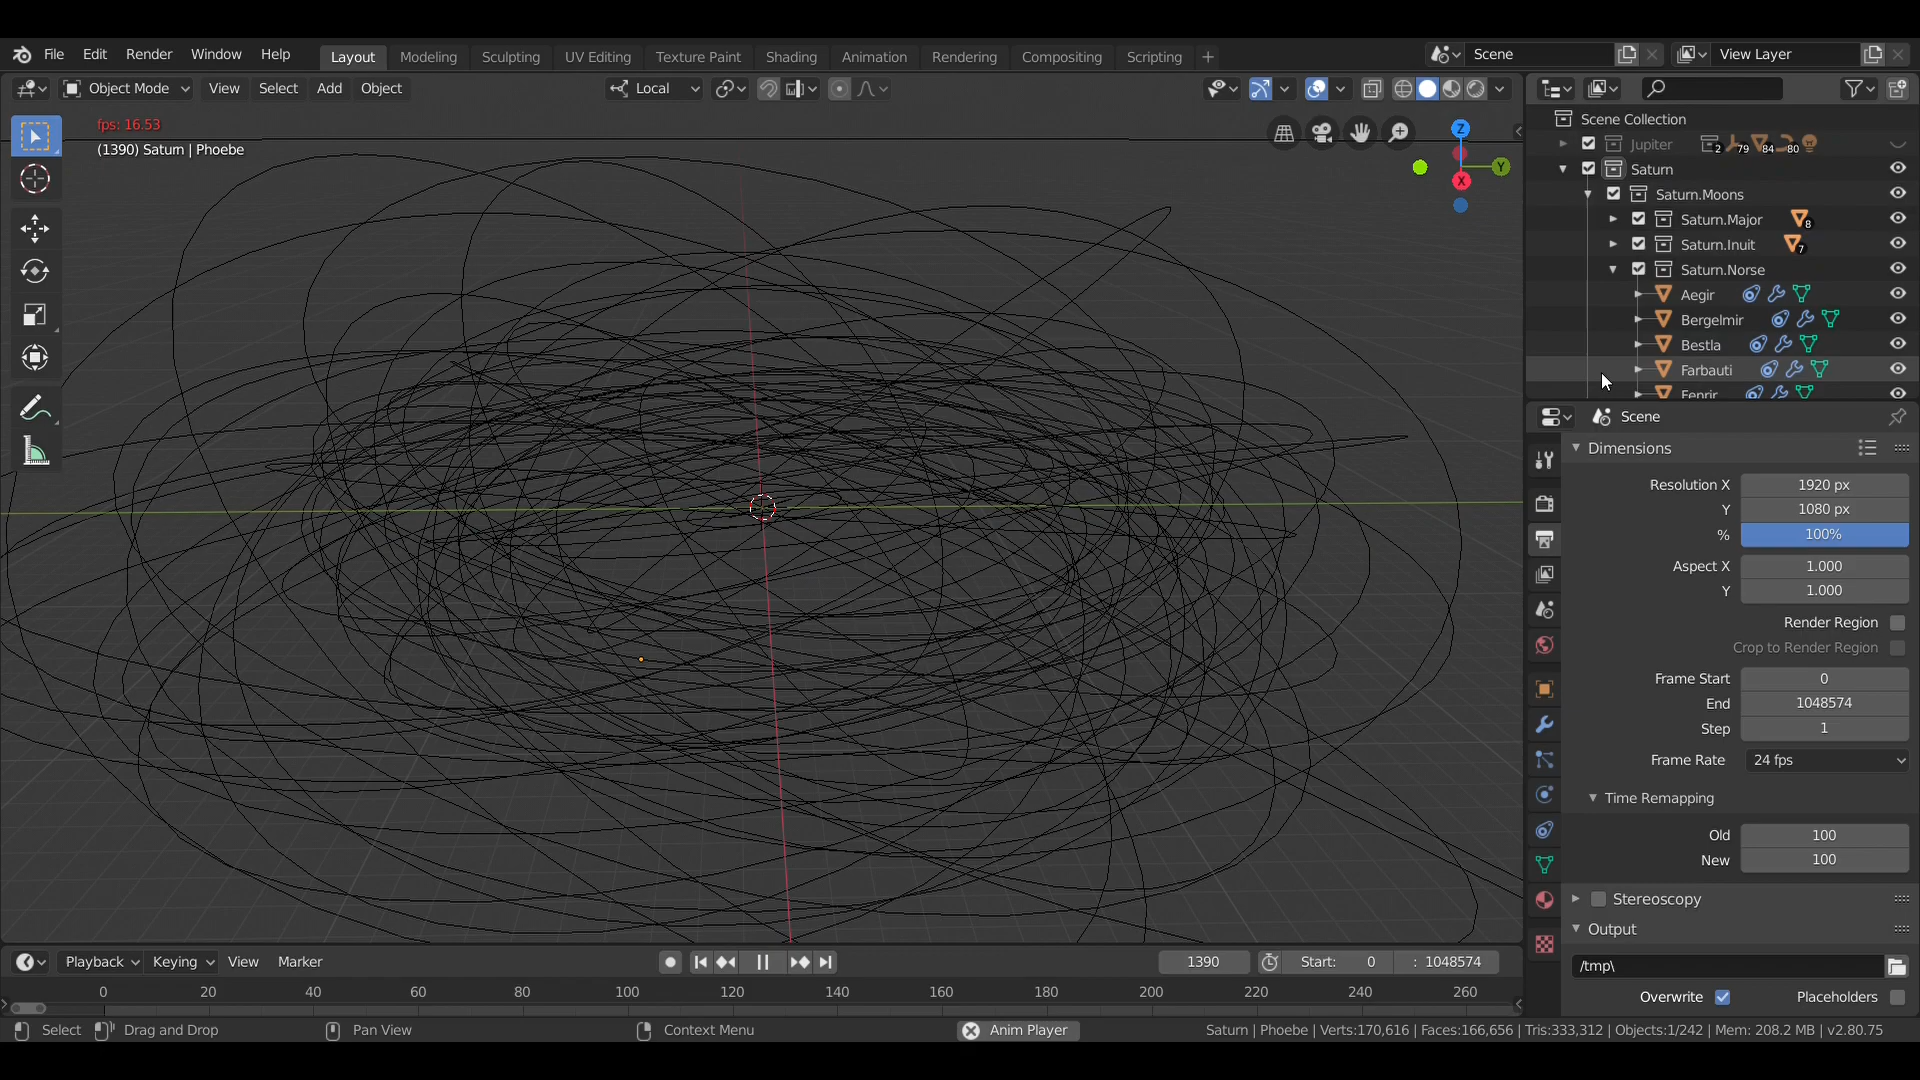 File Edit Render Window Help Layout Modeling Sculpting UV Editing Texture Paint Shading Animation Rendering Compositing Scripting + Scene View Layer
Object Mode View Select Add Object Local
fps: 16.53
(1390) Saturn | Phoebe
Z
Y
X
Scene Collection
Jupiter 2 79 84 80
Saturn
Saturn.Moons
Saturn.Major 8
Saturn.Inuit 7
Saturn.Norse
Aegir
Bergelmir
Bestla
Farbauti
Fenrir
Scene
Dimensions
Resolution X 1920 px
Y 1080 px
% 100%
Aspect X 1.000
Y 1.000
Render Region
Crop to Render Region
Frame Start 0
End 1048574
Step 1
Frame Rate 24 fps
Time Remapping
Old 100
New 100
Stereoscopy
Output
/tmp\
Overwrite Placeholders
Playback Keying View Marker 1390 Start: 0 : 1048574
0 20 40 60 80 100 120 140 160 180 200 220 240 260
Select Drag and Drop Pan View Context Menu Anim Player Saturn | Phoebe | Verts:170,616 | Faces:166,656 | Tris:333,312 | Objects:1/242 | Mem: 208.2 MB | v2.80.75